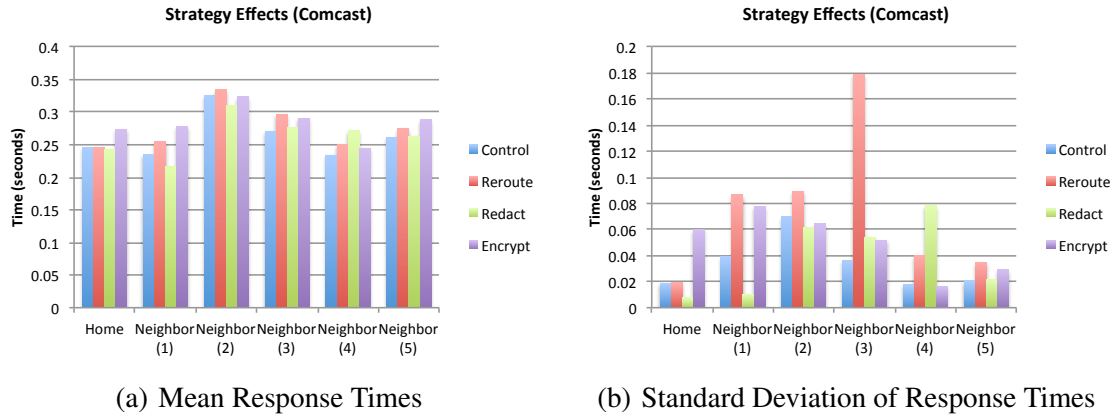 Strategy Effects (Comcast)
0.4
0.35
0.3
0.25
0.2
0.15
0.1
0.05
0
Time (seconds)
Home
Neighbor (1)
Neighbor (2)
Neighbor (3)
Neighbor (4)
Neighbor (5)
Control
Reroute
Redact
Encrypt
(a) Mean Response Times
Strategy Effects (Comcast)
0.2
0.18
0.16
0.14
0.12
0.1
0.08
0.06
0.04
0.02
0
Time (seconds)
Home
Neighbor (1)
Neighbor (2)
Neighbor (3)
Neighbor (4)
Neighbor (5)
Control
Reroute
Redact
Encrypt
(b) Standard Deviation of Response Times